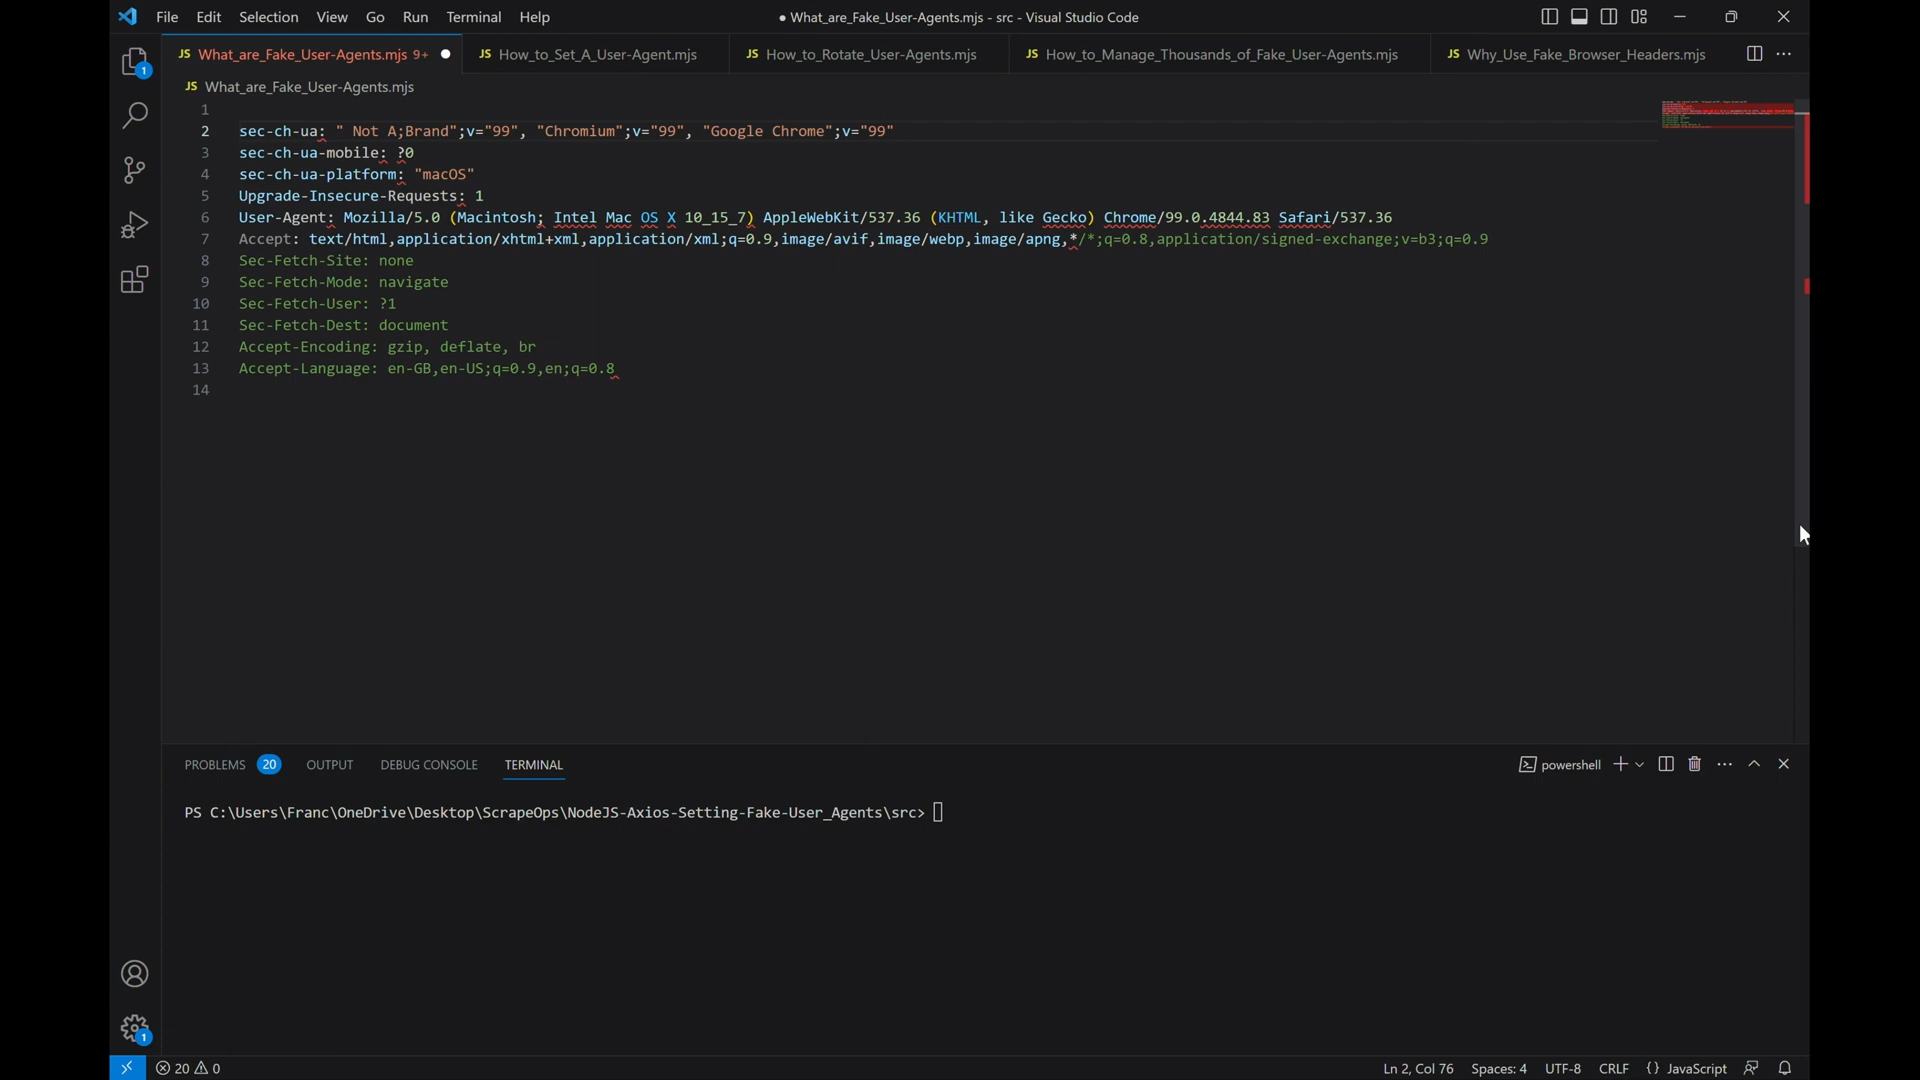 File Edit Selection View Go Run Terminal Help ● What_are_Fake_User-Agents.mjs - src - Visual Studio Code
JS What_are_Fake_User-Agents.mjs 9+ ● JS How_to_Set_A_User-Agent.mjs JS How_to_Rotate_User-Agents.mjs JS How_to_Manage_Thousands_of_Fake_User-Agents.mjs JS Why_Use_Fake_Browser_Headers.mjs
1
JS What_are_Fake_User-Agents.mjs
1
2 sec-ch-ua: " Not A;Brand";v="99", "Chromium";v="99", "Google Chrome";v="99"
3 sec-ch-ua-mobile: ?0
4 sec-ch-ua-platform: "macOS"
5 Upgrade-Insecure-Requests: 1
6 User-Agent: Mozilla/5.0 (Macintosh; Intel Mac OS X 10_15_7) AppleWebKit/537.36 (KHTML, like Gecko) Chrome/99.0.4844.83 Safari/537.36
7 Accept: text/html,application/xhtml+xml,application/xml;q=0.9,image/avif,image/webp,image/apng,*/*;q=0.8,application/signed-exchange;v=b3;q=0.9
8 Sec-Fetch-Site: none
9 Sec-Fetch-Mode: navigate
10 Sec-Fetch-User: ?1
11 Sec-Fetch-Dest: document
12 Accept-Encoding: gzip, deflate, br
13 Accept-Language: en-GB,en-US;q=0.9,en;q=0.8
14
PROBLEMS 20 OUTPUT DEBUG CONSOLE TERMINAL powershell
PS C:\Users\Franc\OneDrive\Desktop\ScrapeOps\NodeJS-Axios-Setting-Fake-User_Agents\src>
1
20 0 Ln 2, Col 76 Spaces: 4 UTF-8 CRLF {} JavaScript